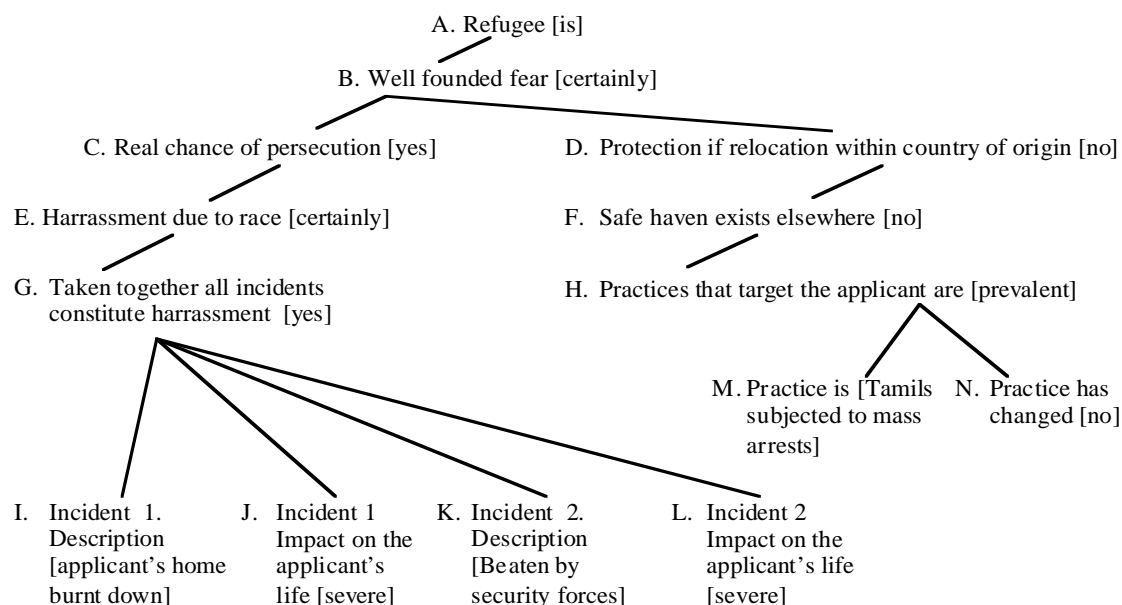 A. Refugee [is]
B. Well founded fear [certainly]
C. Real chance of persecution [yes]
D. Protection if relocation within country of origin [no]
E. Harrassment due to race [certainly]
F. Safe haven exists elsewhere [no]
G. Taken together all incidents
constitute harrassment [yes]
H. Practices that target the applicant are [prevalent]
M. Practice is [Tamils
subjected to mass
arrests]
N. Practice has
changed [no]
I. Incident 1.
Description
[applicant's home
burnt down]
J. Incident 1
Impact on the
applicant's
life [severe]
K. Incident 2.
Description
[Beaten by
security forces]
L. Incident 2
Impact on the
applicant's life
[severe]